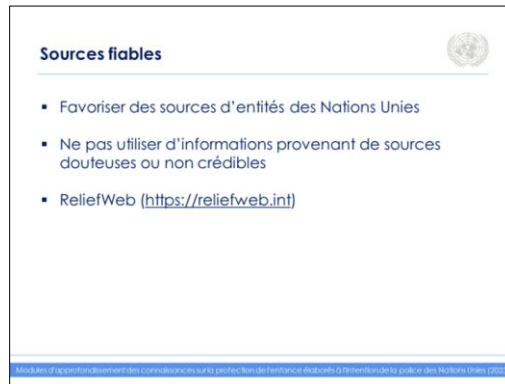 Sources fiables
▪ Favoriser des sources d'entités des Nations Unies
▪ Ne pas utiliser d'informations provenant de sources
douteuses ou non crédibles
▪ ReliefWeb (https://reliefweb.int)
Modules d'approfondissement des connaissances sur la protection de l'enfance élaborés à l'intention de la police des Nations Unies